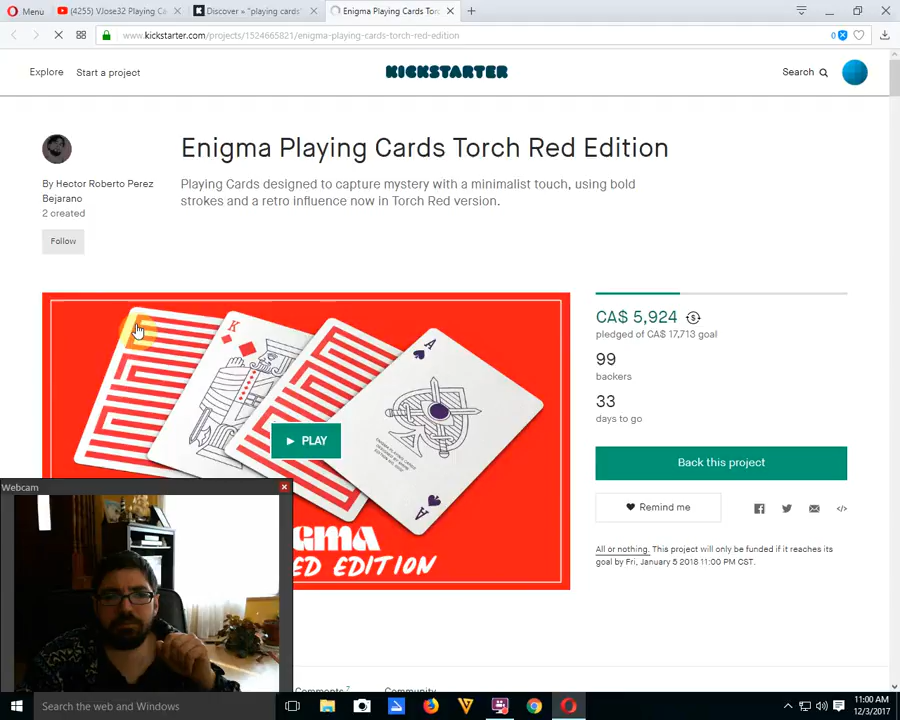 Menu
(4255) VJose32 Playing Ca
Discover » "playing cards"
Enigma Playing Cards Torc
www.kickstarter.com/projects/1524665821/enigma-playing-cards-torch-red-edition
0
Explore
Start a project
KICKSTARTER
Search
Enigma Playing Cards Torch Red Edition
By Hector Roberto Perez
Bejarano
2 created
Follow
Playing Cards designed to capture mystery with a minimalist touch, using bold
strokes and a retro influence now in Torch Red version.
K
A
PLAY
A
GMA
ED EDITION
CA$ 5,924
pledged of CA$ 17,713 goal
99
backers
33
days to go
Back this project
Remind me
All or nothing. This project will only be funded if it reaches its
goal by Fri, January 5 2018 11:00 PM CST.
Webcam
Comments 7
Community
Search the web and Windows
11:00 AM
12/3/2017